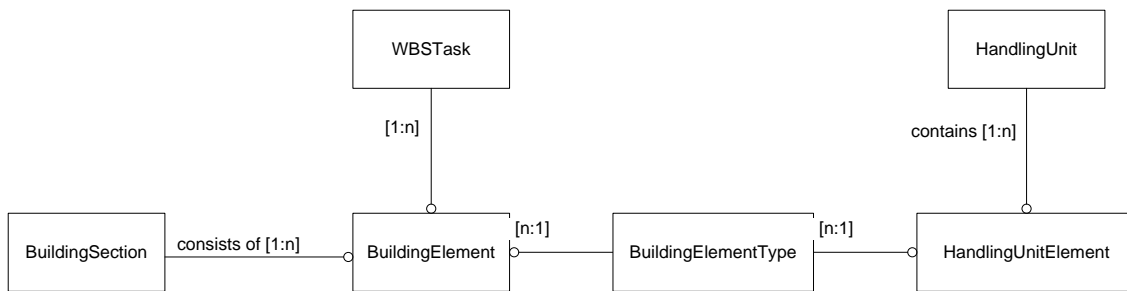 WBSTask
HandlingUnit
[1:n]
contains [1:n]
BuildingSection
consists of [1:n]
BuildingElement
[n:1]
BuildingElementType
[n:1]
HandlingUnitElement